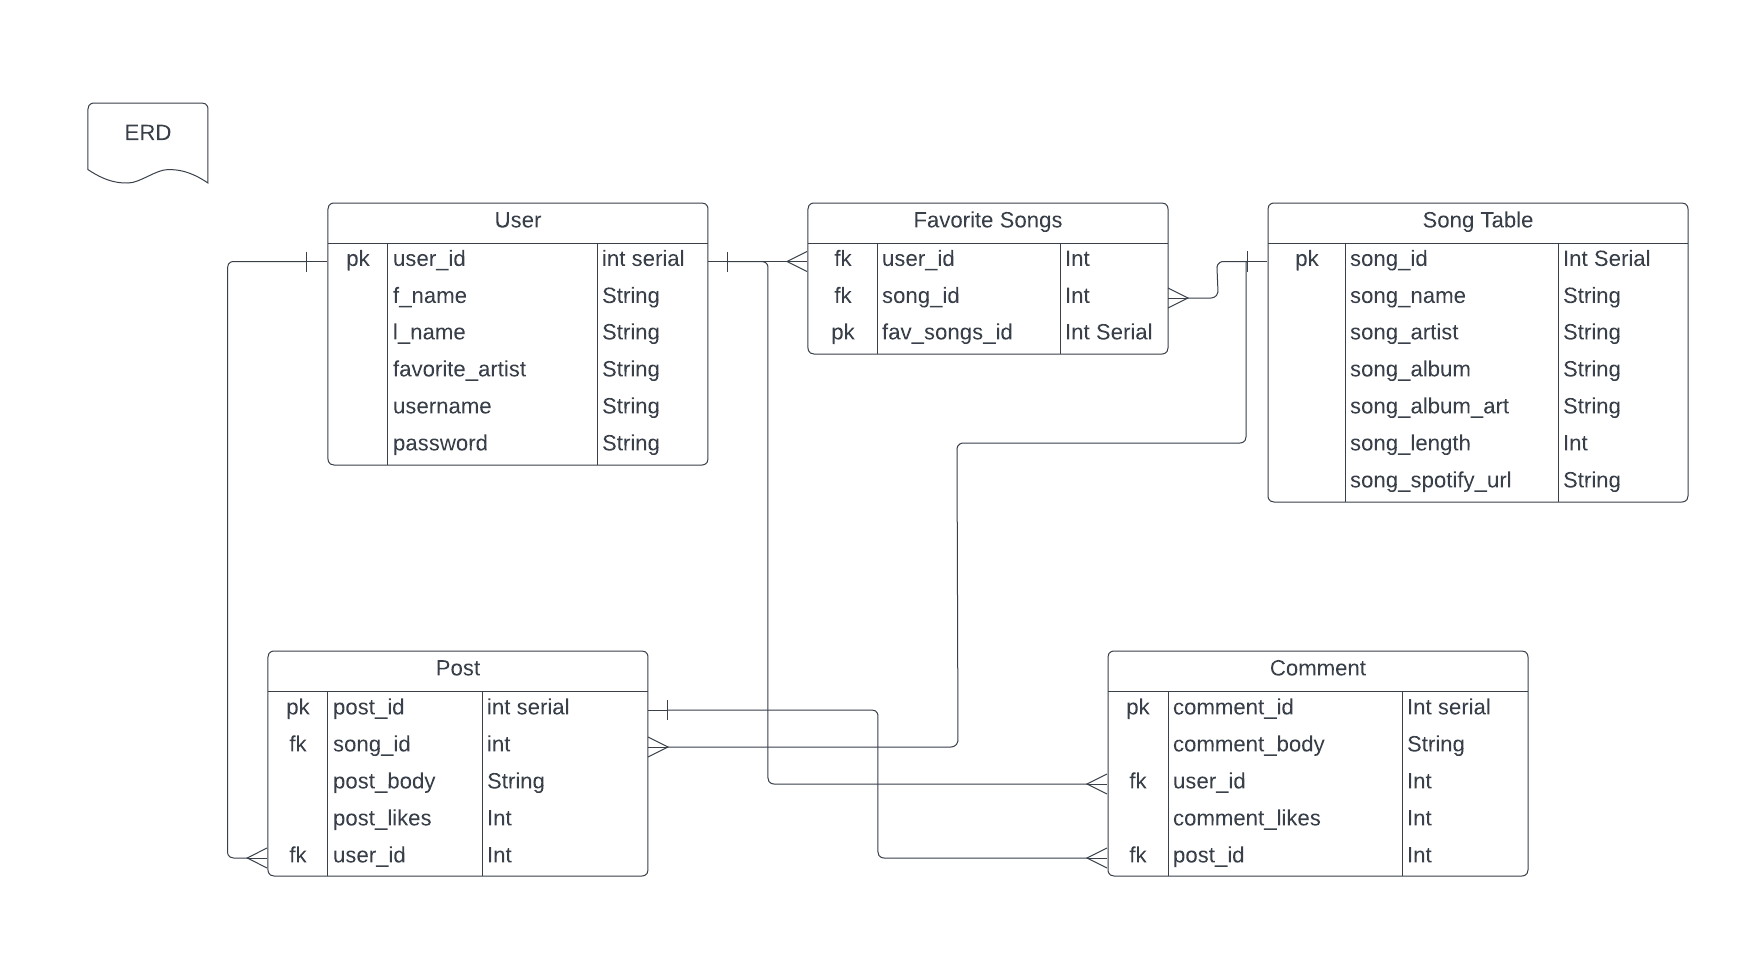 ERD
User
pk user_id int serial
f_name String
l_name String
favorite_artist String
username String
password String
Favorite Songs
fk user_id Int
fk song_id Int
pk fav_songs_id Int Serial
Song Table
pk song_id Int Serial
song_name String
song_artist String
song_album String
song_album_art String
song_length Int
song_spotify_url String
Post
pk post_id int serial
fk song_id int
post_body String
post_likes Int
fk user_id Int
Comment
pk comment_id Int serial
comment_body String
fk user_id Int
comment_likes Int
fk post_id Int